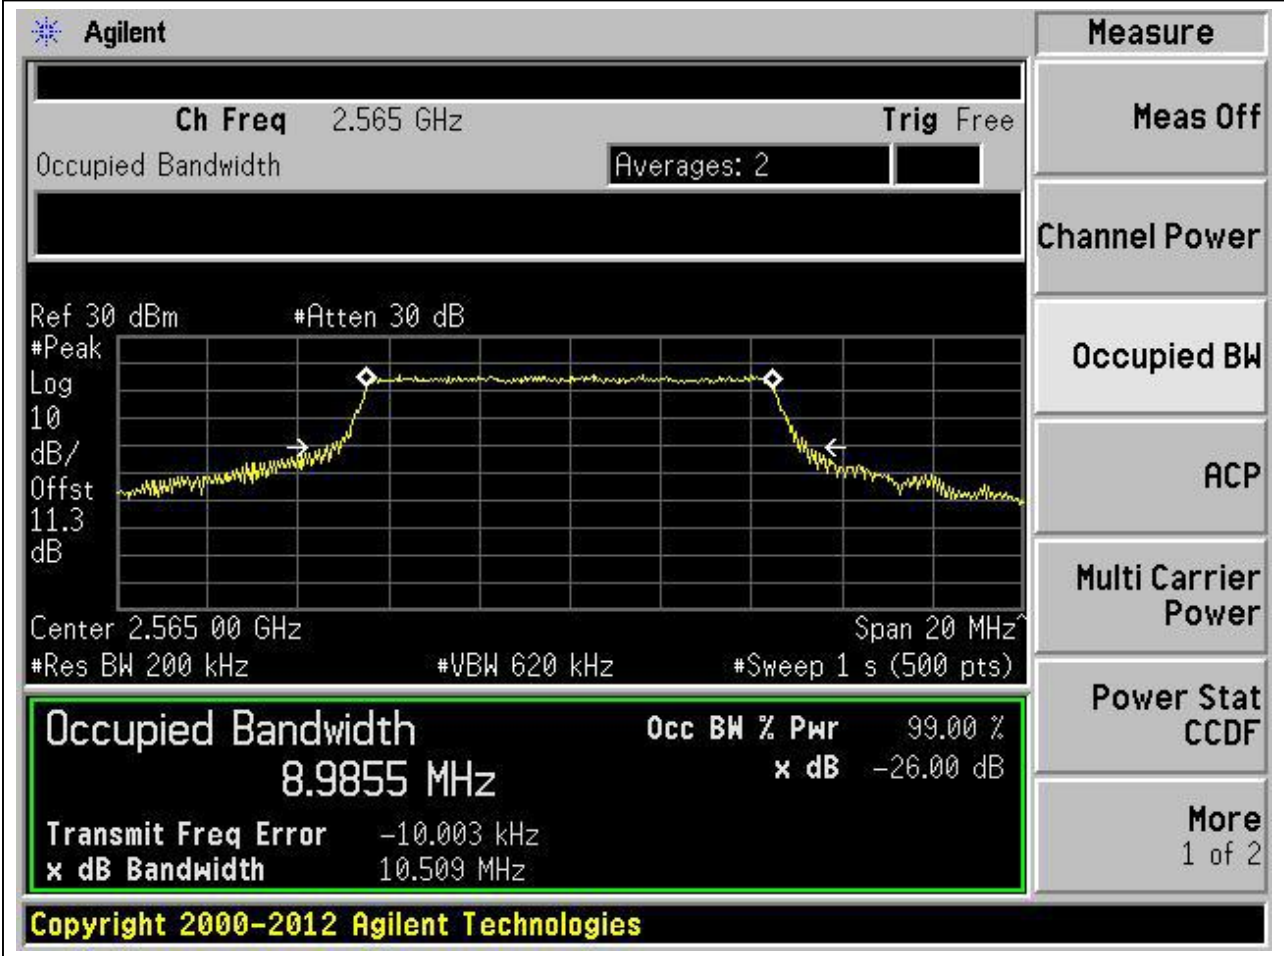 Agilent
Measure
Ch Freq 2.565 GHz Trig Free
Occupied Bandwidth Averages: 2
Meas Off
Channel Power
Occupied BW
ACP
Multi Carrier
Power
Power Stat
CCDF
More
1 of 2
Ref 30 dBm #Atten 30 dB
#Peak
Log
10
dB/
Offst
11.3
dB
Center 2.565 00 GHz Span 20 MHz^
#Res BW 200 kHz #VBW 620 kHz #Sweep 1 s (500 pts)
Occupied Bandwidth Occ BW % Pwr 99.00 %
8.9855 MHz x dB -26.00 dB
Transmit Freq Error -10.003 kHz
x dB Bandwidth 10.509 MHz
Copyright 2000-2012 Agilent Technologies